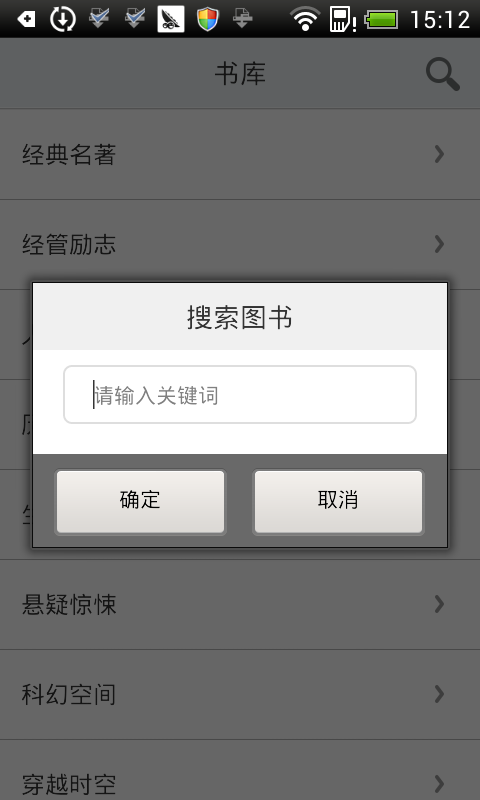 15:12
书库
经典名著
经管励志
搜索图书
请输入关键词
确定
取消
悬疑惊悚
科幻空间
穿越时空